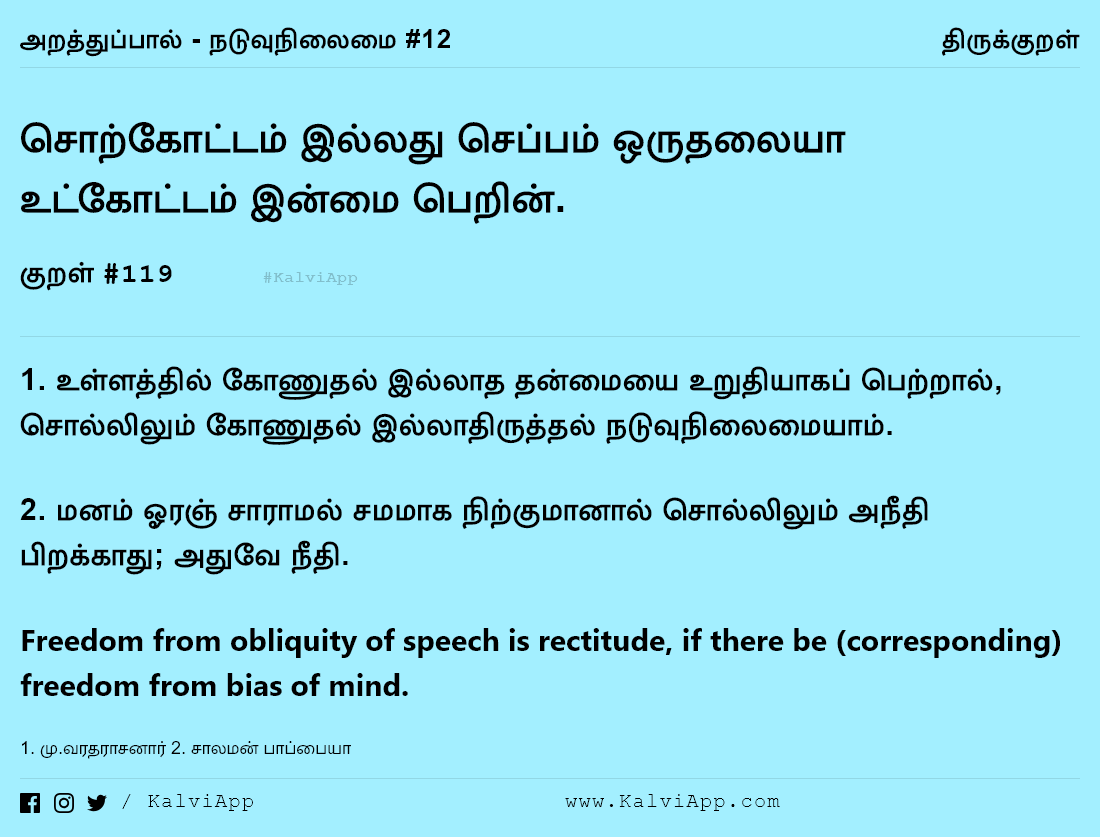 அறத்துப்பால் - நடுவுநிலைமை #12
திருக்குறள்
சொற்கோட்டம் இல்லது செப்பம் ஒருதலையா
உட்கோட்டம் இன்மை பெறின்.
குறள் #119
#KalviApp
1. உள்ளத்தில் கோணுதல் இல்லாத தன்மையை உறுதியாகப் பெற்றால்,
சொல்லிலும் கோணுதல் இல்லாதிருத்தல் நடுவுநிலைமையாம்.
2. மனம் ஓரஞ் சாராமல் சமமாக நிற்குமானால் சொல்லிலும் அநீதி
பிறக்காது; அதுவே நீதி.
Freedom from obliquity of speech is rectitude, if there be (corresponding)
freedom from bias of mind.
1. மு.வரதராசனார் 2. சாலமன் பாப்பையா
/ KalviApp
www.KalviApp.com